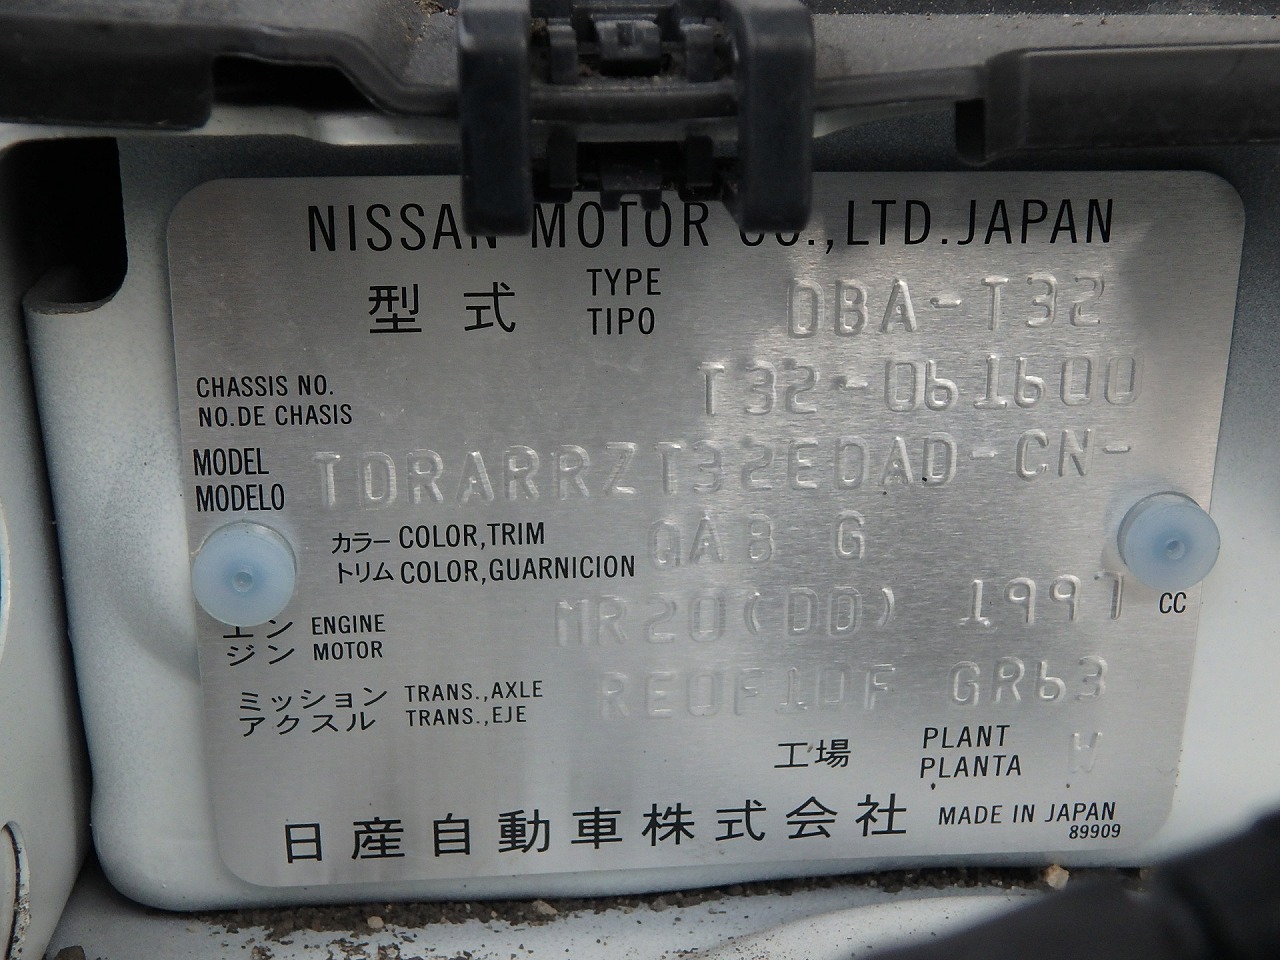 NISSAN MOTOR CO.,LTD.JAPAN
型式 TYPE DBA-T32
TIPO
CHASSIS NO. T32-061600
NO.DE CHASIS
MODEL TDRARRZT32EDAD-CN-
MODELO
カラー COLOR,TRIM QAB G
トリム COLOR,GUARNICION
エン ENGINE MR20(DD) 1997 CC
ジン MOTOR
ミッション TRANS.,AXLE RE0F10F GR63
アクスル TRANS.,EJE
工場 PLANT W
PLANTA
日産自動車株式会社 MADE IN JAPAN
89909